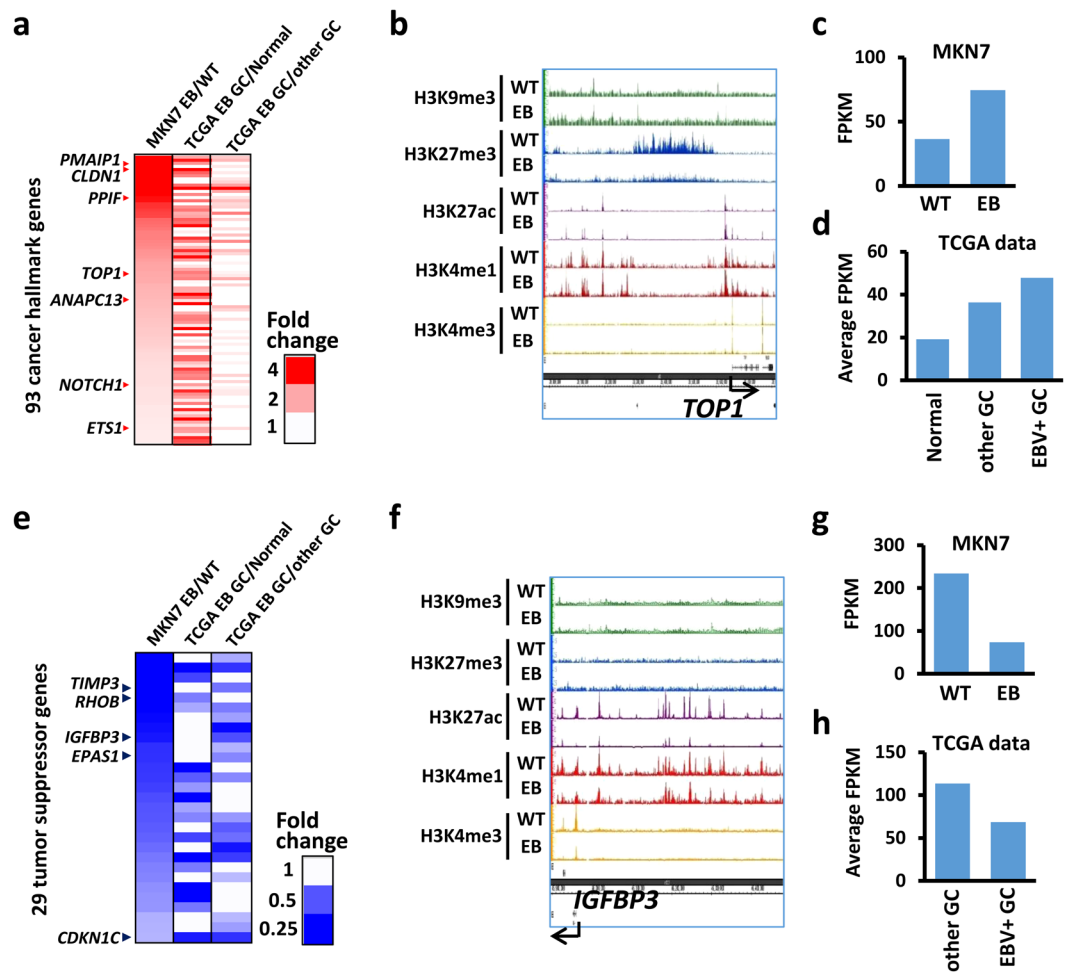 a
MKN7 EB/WT
TCGA EB GC/Normal
TCGA EB GC/other GC
93 cancer hallmark genes
PMAIP1
CLDN1
PPIF
TOP1
ANAPC13
NOTCH1
ETS1
Fold
change
4
2
1
b
H3K9me3
WT
EB
H3K27me3
WT
EB
H3K27ac
WT
EB
H3K4me1
WT
EB
H3K4me3
WT
EB
TOP1
c
MKN7
FPKM
100
50
0
WT EB
d
TCGA data
Average FPKM
60
40
20
0
Normal
other GC
EBV+ GC
e
MKN7 EB/WT
TCGA EB GC/Normal
TCGA EB GC/other GC
29 tumor suppressor genes
TIMP3
RHOB
IGFBP3
EPAS1
CDKN1C
Fold
change
1
0.5
0.25
f
H3K9me3
WT
EB
H3K27me3
WT
EB
H3K27ac
WT
EB
H3K4me1
WT
EB
H3K4me3
WT
EB
IGFBP3
g
MKN7
FPKM
300
200
100
0
WT EB
h
TCGA data
Average FPKM
150
100
50
0
other GC
EBV+ GC